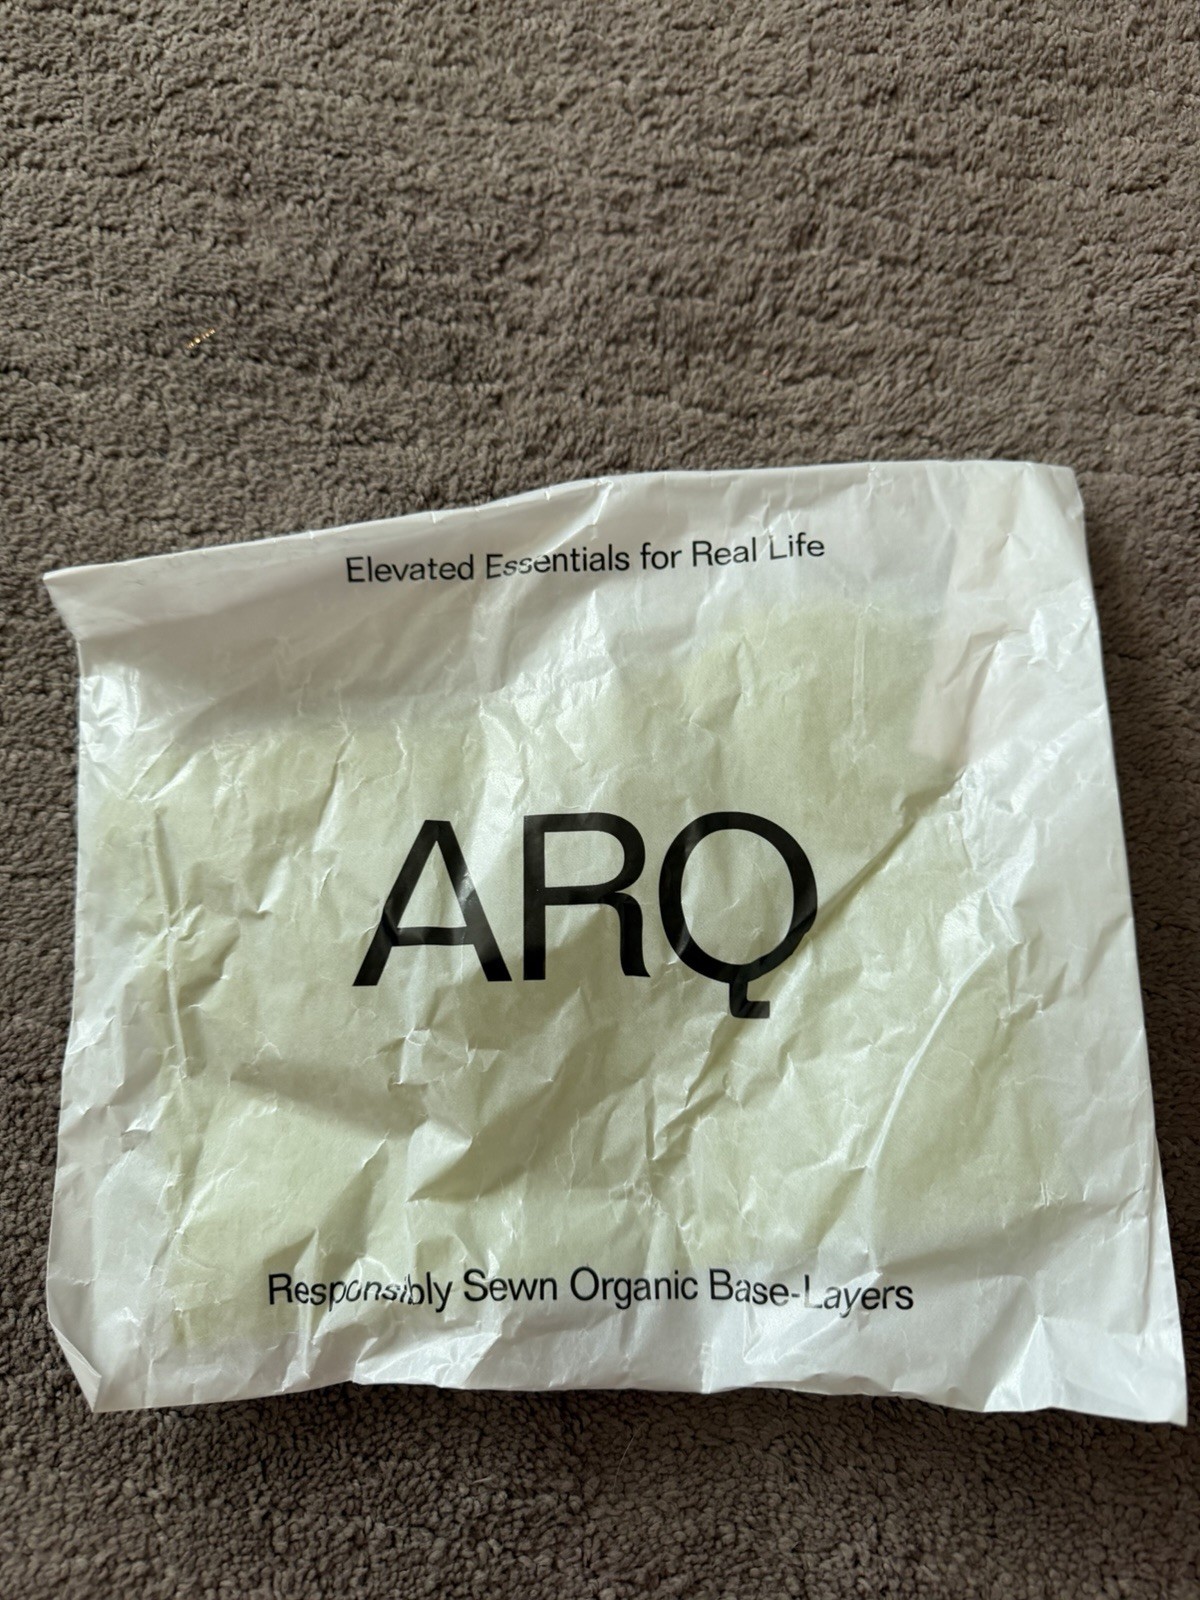 Elevated Essentials for Real Life
ARQ
Responsibly Sewn Organic Base-Layers